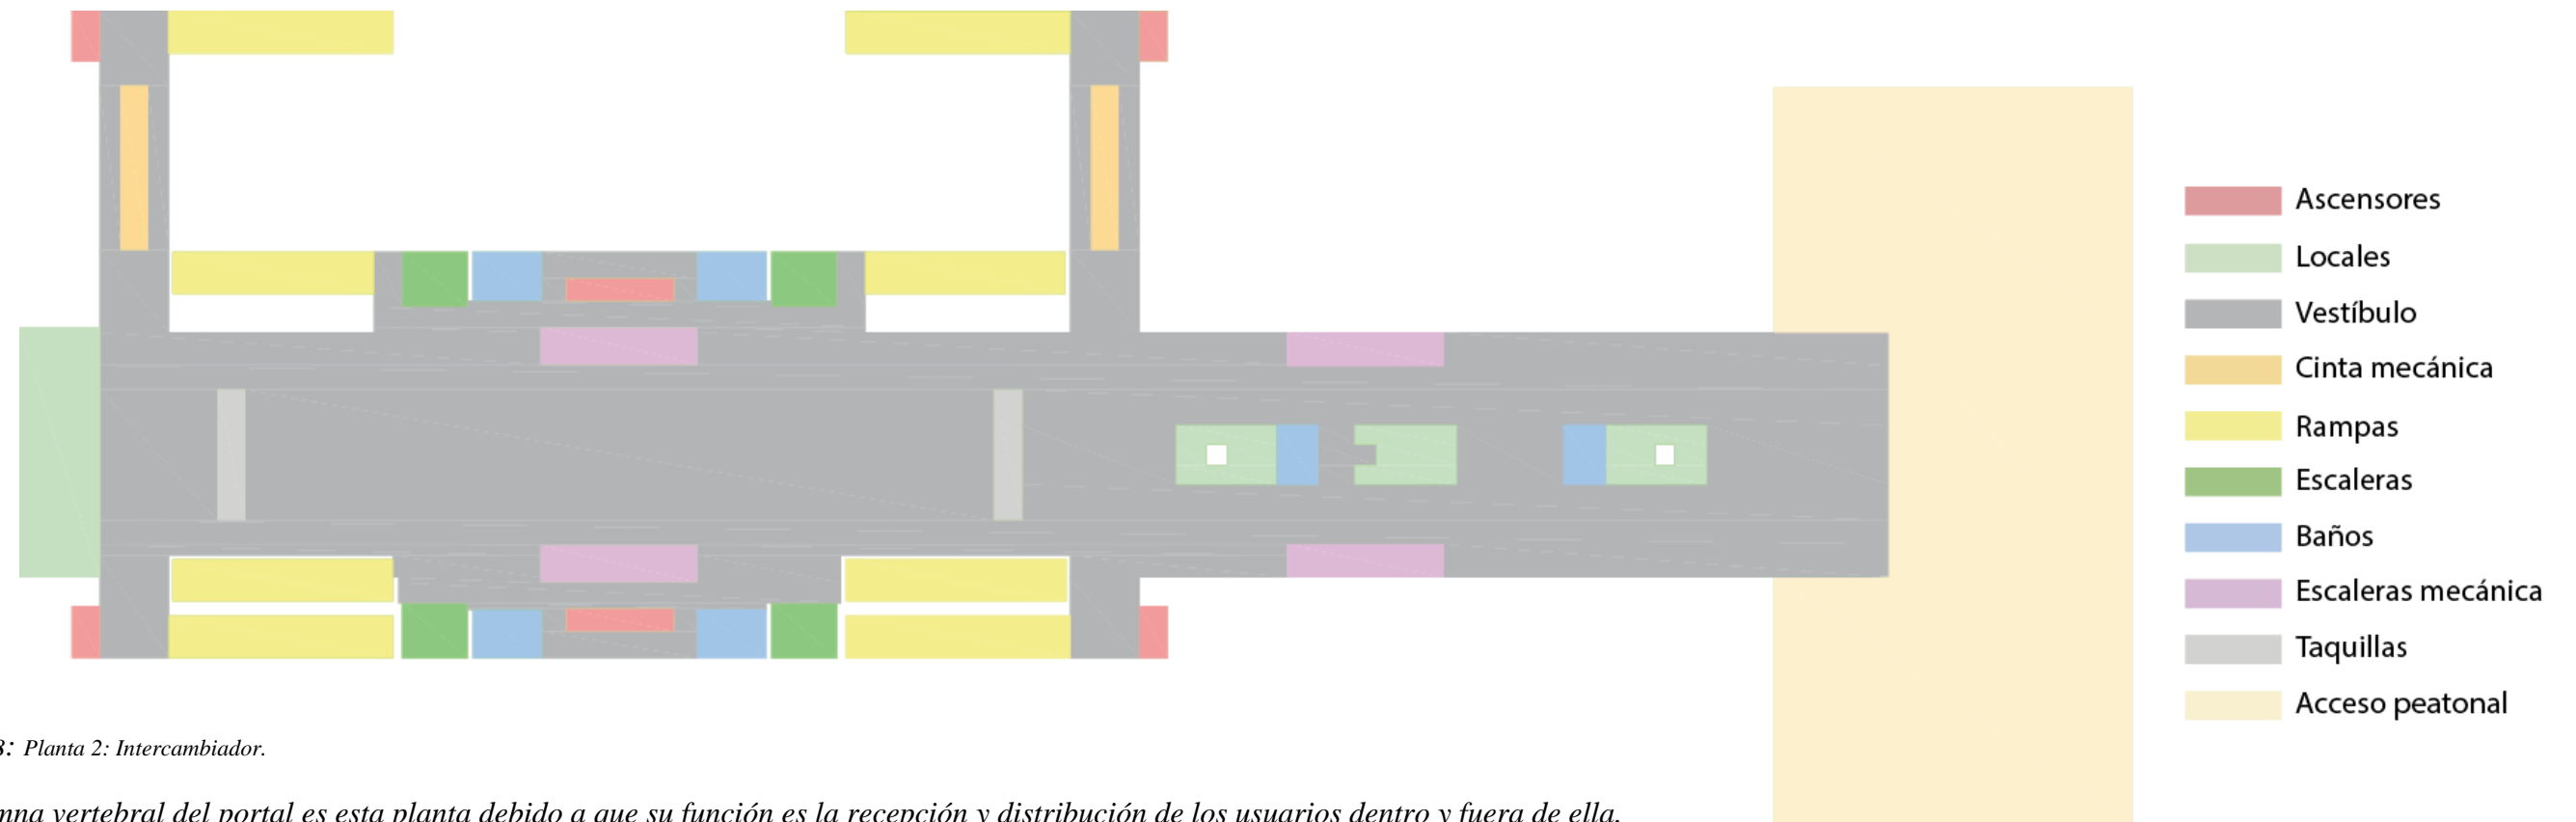 Ascensores
Locales
Vestíbulo
Cinta mecánica
Rampas
Escaleras
Baños
Escaleras mecánica
Taquillas
Acceso peatonal
: Planta 2: Intercambiador.
vertebral del portal es esta planta debido a que su función es la recepción y distribución de los usuarios dentro y fuera de ella.